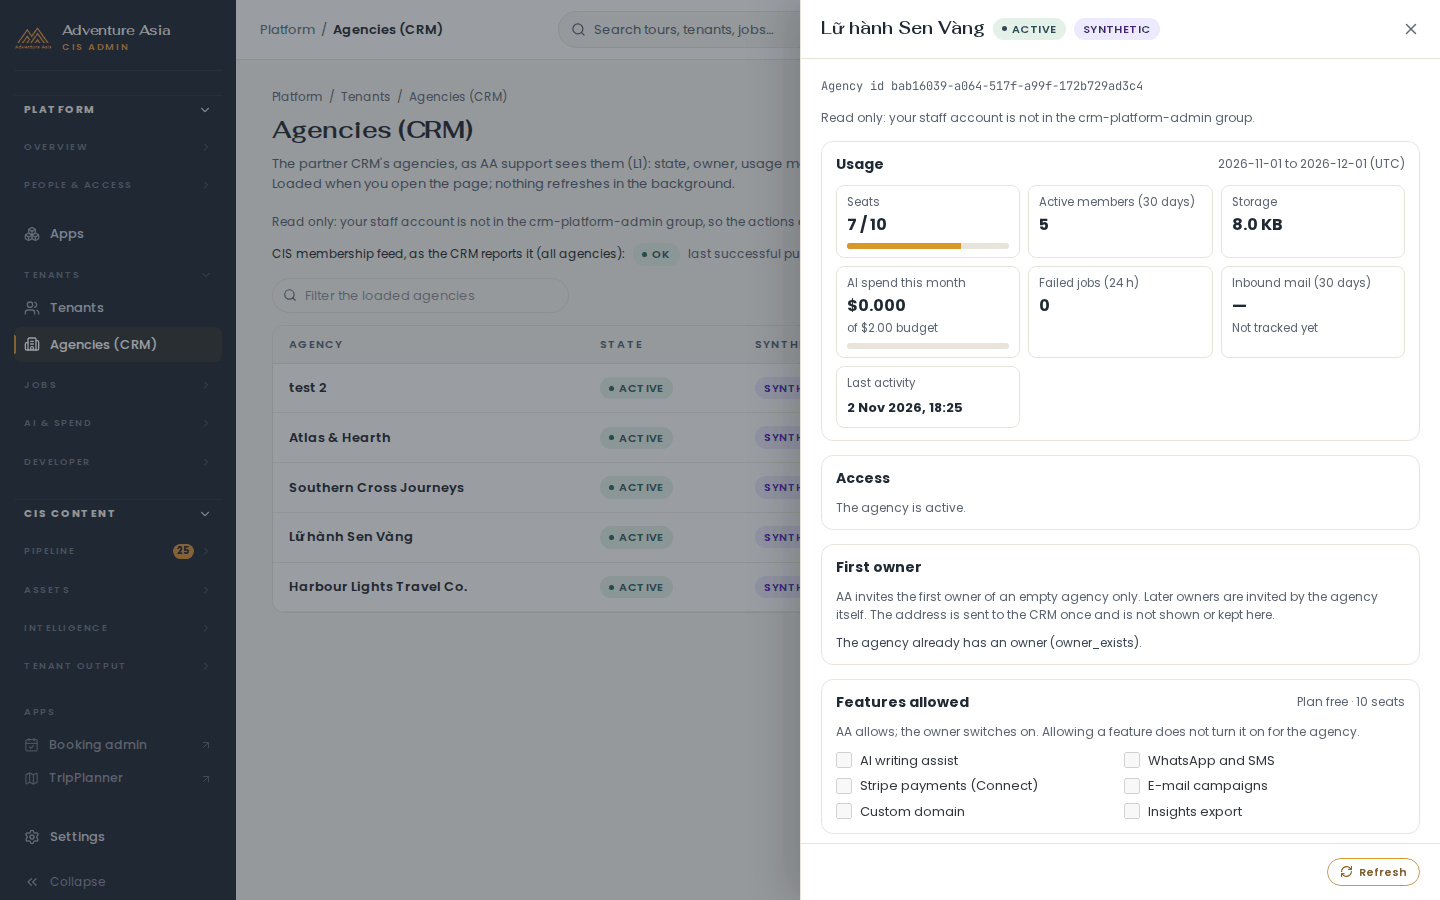 Adventure Asia
CIS ADMIN
PLATFORM
OVERVIEW
PEOPLE & ACCESS
Apps
TENANTS
Tenants
Agencies (CRM)
JOBS
AI & SPEND
DEVELOPER
CIS CONTENT
PIPELINE 25
ASSETS
INTELLIGENCE
TENANT OUTPUT
APPS
Booking admin
TripPlanner
Settings
Collapse
Platform / Agencies (CRM)
Search tours, tenants, jobs...
Platform / Tenants / Agencies (CRM)
Agencies (CRM)
The partner CRM's agencies, as AA support sees them (L1): state, owner, usage
Loaded when you open the page; nothing refreshes in the background.
Read only: your staff account is not in the crm-platform-admin group, so the actions
CIS membership feed, as the CRM reports it (all agencies): OK last successful
Filter the loaded agencies
AGENCY STATE
test 2 ACTIVE
Atlas & Hearth ACTIVE
Southern Cross Journeys ACTIVE
Lữ hành Sen Vàng ACTIVE
Harbour Lights Travel Co. ACTIVE
Lữ hành Sen Vàng ACTIVE SYNTHETIC
Agency id bab16039-a064-517f-a99f-172b729ad3c4
Read only: your staff account is not in the crm-platform-admin group.
Usage 2026-11-01 to 2026-12-01 (UTC)
Seats
7 / 10
Active members (30 days)
5
Storage
8.0 KB
AI spend this month
$0.000
of $2.00 budget
Failed jobs (24 h)
0
Inbound mail (30 days)
—
Not tracked yet
Last activity
2 Nov 2026, 18:25
Access
The agency is active.
First owner
AA invites the first owner of an empty agency only. Later owners are invited by the agency
itself. The address is sent to the CRM once and is not shown or kept here.
The agency already has an owner (owner_exists).
Features allowed Plan free · 10 seats
AA allows; the owner switches on. Allowing a feature does not turn it on for the agency.
AI writing assist WhatsApp and SMS
Stripe payments (Connect) E-mail campaigns
Custom domain Insights export
Refresh